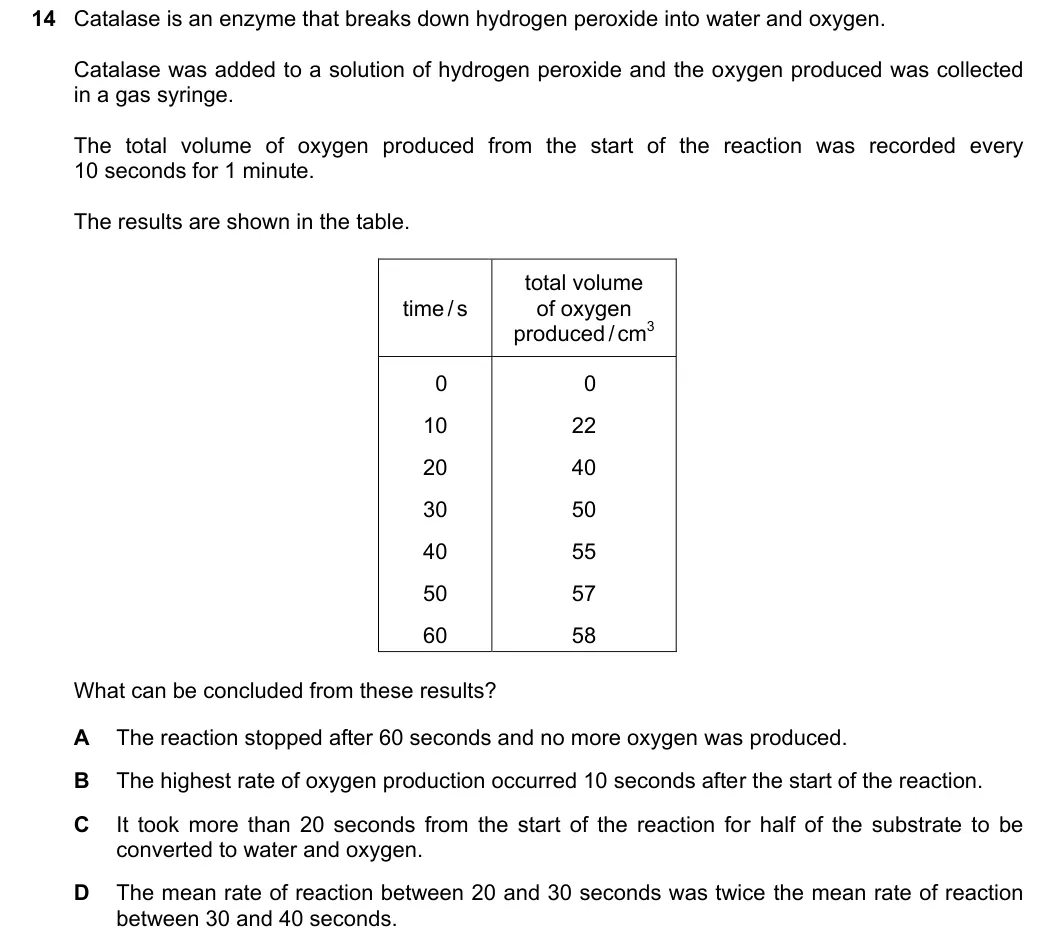 14 Catalase is an enzyme that breaks down hydrogen peroxide into water and oxygen.
Catalase was added to a solution of hydrogen peroxide and the oxygen produced was collected
in a gas syringe.
The total volume of oxygen produced from the start of the reaction was recorded every
10 seconds for 1 minute.
The results are shown in the table.
time / s
total volume
of oxygen
produced / cm³
0 0
10 22
20 40
30 50
40 55
50 57
60 58
What can be concluded from these results?
A The reaction stopped after 60 seconds and no more oxygen was produced.
B The highest rate of oxygen production occurred 10 seconds after the start of the reaction.
C It took more than 20 seconds from the start of the reaction for half of the substrate to be
converted to water and oxygen.
D The mean rate of reaction between 20 and 30 seconds was twice the mean rate of reaction
between 30 and 40 seconds.